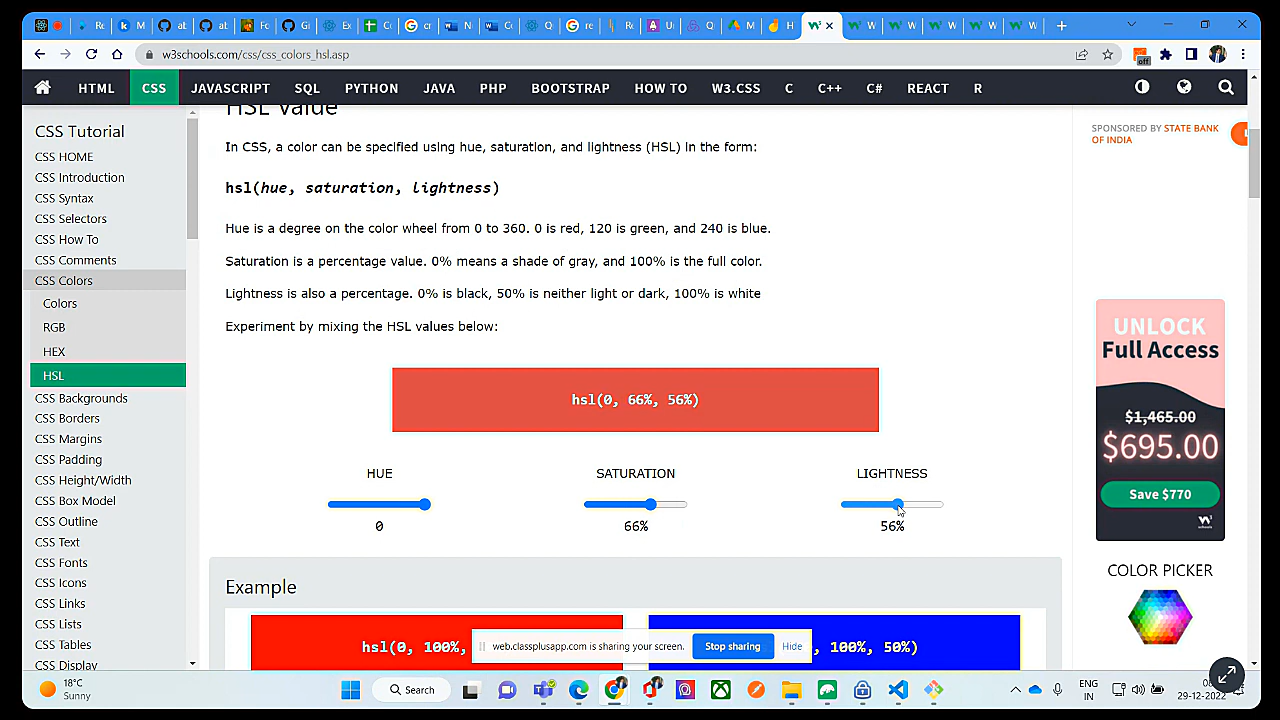 w3schools.com/css/css_colors_hsl.asp
off
HTML
CSS
JAVASCRIPT
SQL
PYTHON
JAVA
PHP
BOOTSTRAP
HOW TO
W3.CSS
C
C++
C#
REACT
R
CSS Tutorial
CSS HOME
CSS Introduction
CSS Syntax
CSS Selectors
CSS How To
CSS Comments
CSS Colors
Colors
RGB
HEX
HSL
CSS Backgrounds
CSS Borders
CSS Margins
CSS Padding
CSS Height/Width
CSS Box Model
CSS Outline
CSS Text
CSS Fonts
CSS Icons
CSS Links
CSS Lists
CSS Tables
CSS Display
HSL Value
In CSS, a color can be specified using hue, saturation, and lightness (HSL) in the form:
hsl(hue, saturation, lightness)
Hue is a degree on the color wheel from 0 to 360. 0 is red, 120 is green, and 240 is blue.
Saturation is a percentage value. 0% means a shade of gray, and 100% is the full color.
Lightness is also a percentage. 0% is black, 50% is neither light or dark, 100% is white
Experiment by mixing the HSL values below:
hsl(0, 66%, 56%)
HUE
SATURATION
LIGHTNESS
0
66%
56%
Example
hsl(0, 100%,
, 100%, 50%)
web.classplusapp.com is sharing your screen.
Stop sharing
Hide
SPONSORED BY STATE BANK
OF INDIA
UNLOCK
Full Access
$1,465.00
$695.00
Save $770
schools
COLOR PICKER
18°C
Sunny
Search
ENG
IN
29-12-2022